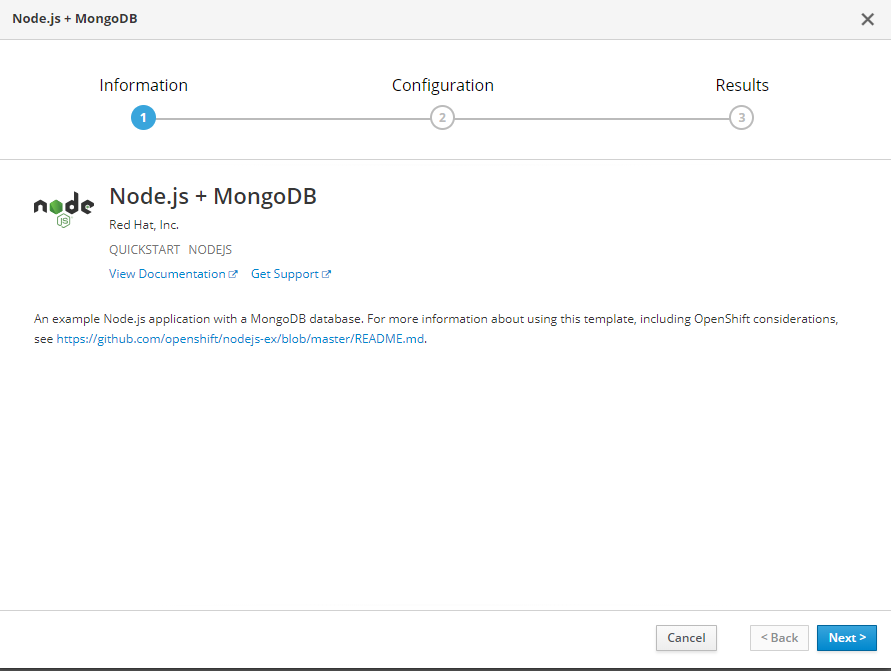 Node.js + MongoDB
Information
Configuration
Results
1
2
3
node
JS
Node.js + MongoDB
Red Hat, Inc.
QUICKSTART NODEJS
View Documentation Get Support
An example Node.js application with a MongoDB database. For more information about using this template, including OpenShift considerations,
see https://github.com/openshift/nodejs-ex/blob/master/README.md.
Cancel
< Back
Next >